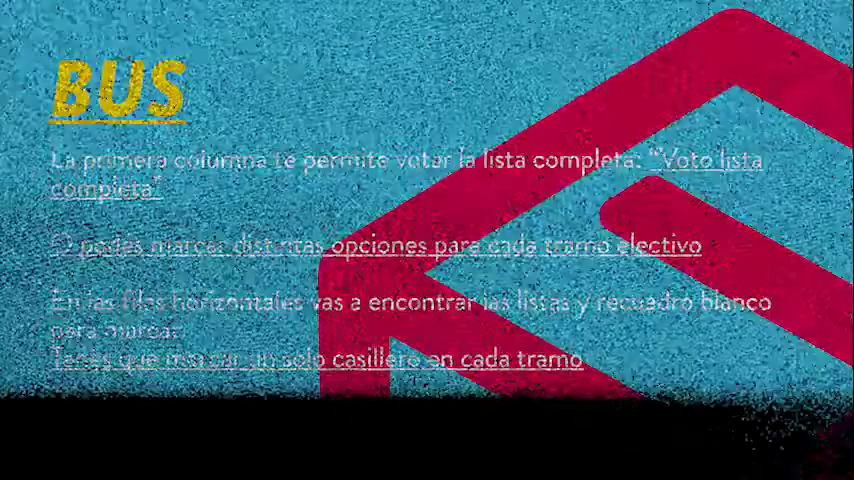 BUS
La primera columna te permite votar la lista completa: “Voto lista
completa”
O podes marcar distintas opciones para cada tramo electivo
En las filas horizontales vas a encontrar las listas y recuadro blanco
para marcar
Tenes que marcar un solo casillero en cada tramo